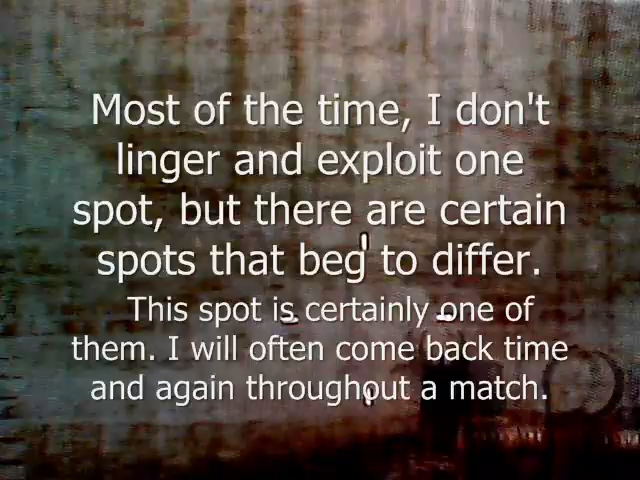 Most of the time, I don't
linger and exploit one
spot, but there are certain
spots that beg to differ.
This spot is certainly one of
them. I will often come back time
and again throughout a match.